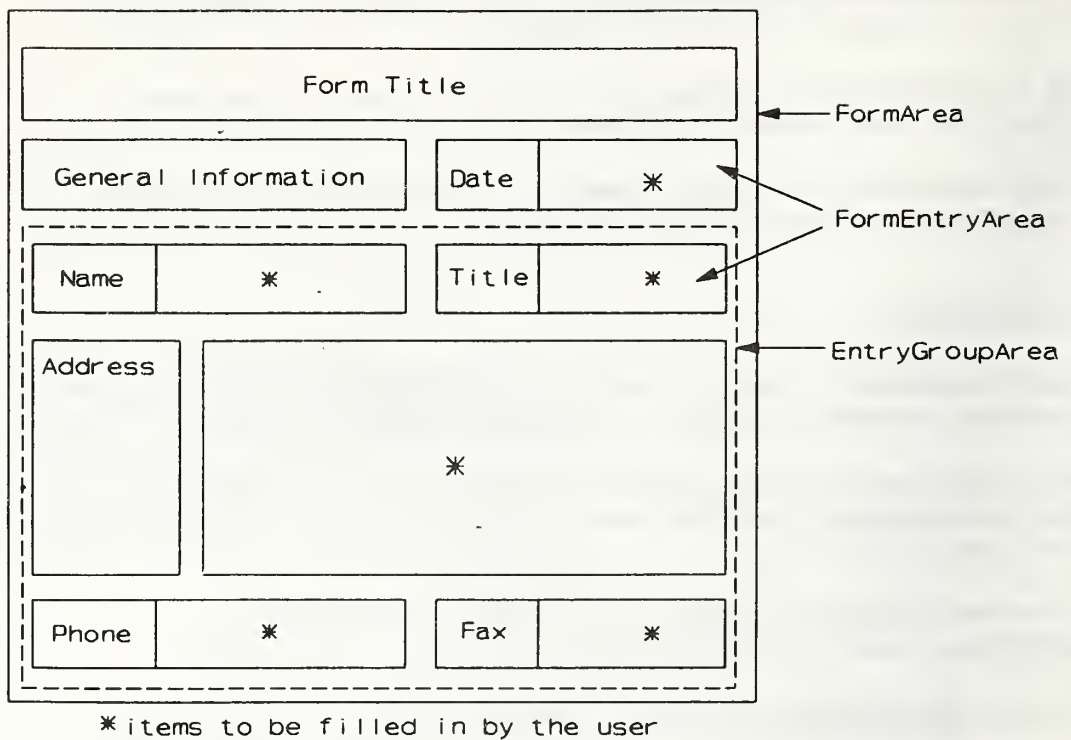 Form Title
FormArea
General Information
Date
*
FormEntryArea
Name
*
Title
*
Address
*
EntryGroupArea
Phone
*
Fax
*
* items to be filled in by the user